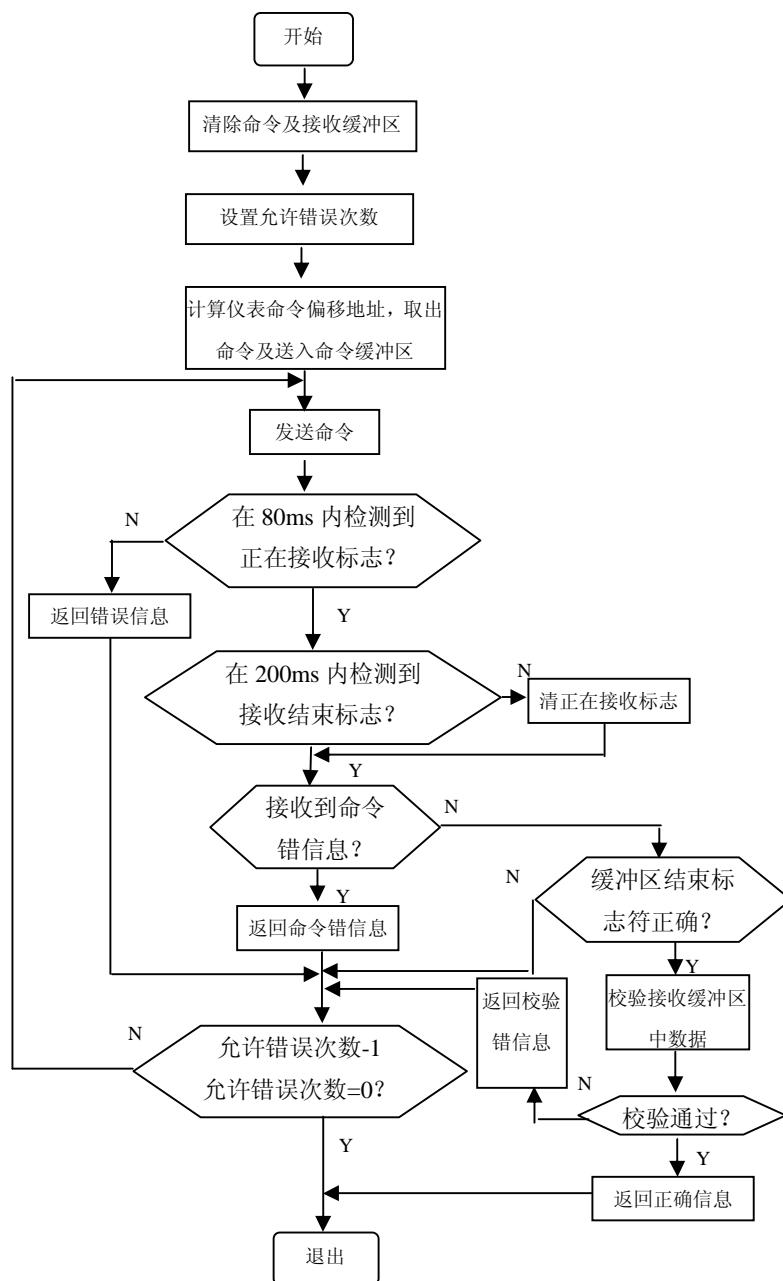 开始
清除命令及接收缓冲区
设置允许错误次数
计算仪表命令偏移地址，取出
命令及送入命令缓冲区
发送命令
N
在 80ms 内检测到
正在接收标志？
返回错误信息
Y
在 200ms 内检测到
接收结束标志？
N
清正在接收标志
Y
接收到命令
错信息？
N
Y
返回命令错信息
N
缓冲区结束标
志符正确？
Y
校验接收缓冲区
中数据
返回校验
错信息
N
校验通过？
Y
返回正确信息
N
允许错误次数-1
允许错误次数=0？
Y
退出